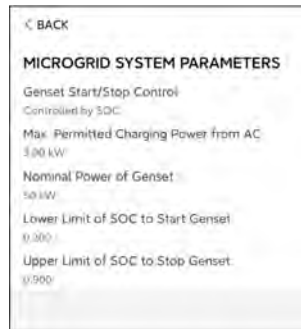 < BACK
MICROGRID SYSTEM PARAMETERS
Genset Start/Stop Control
Controlled by SOC
Max. Permitted Charging Power from AC
3.00 kW
Nominal Power of Genset
50 kW
Lower Limit of SOC to Start Genset
Upper Limit of SOC to Stop Genset
0.900